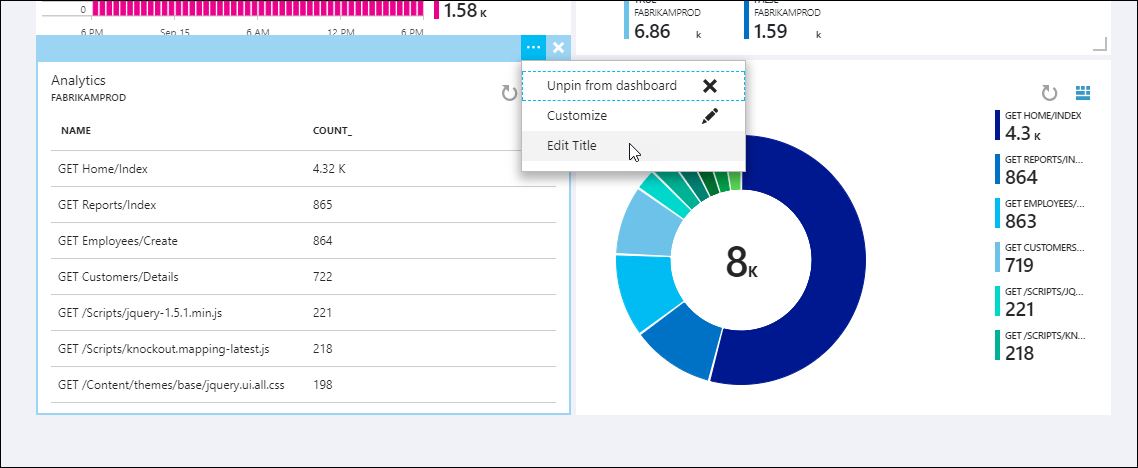 0
1.58 K
6 PM Sep 15 6 AM 12 PM 6 PM
FABRIKAMPROD FABRIKAMPROD
6.86 k 1.59 k
...
Analytics
FABRIKAMPROD
NAME COUNT_
GET Home/Index 4.32 K
GET Reports/Index 865
GET Employees/Create 864
GET Customers/Details 722
GET /Scripts/jquery-1.5.1.min.js 221
GET /Scripts/knockout.mapping-latest.js 218
GET /Content/themes/base/jquery.ui.all.css 198
Unpin from dashboard
Customize
Edit Title
8K
GET HOME/INDEX
4.3 K
GET REPORTS/IN...
864
GET EMPLOYEES/...
863
GET CUSTOMERS...
719
GET /SCRIPTS/JQ...
221
GET /SCRIPTS/KN...
218